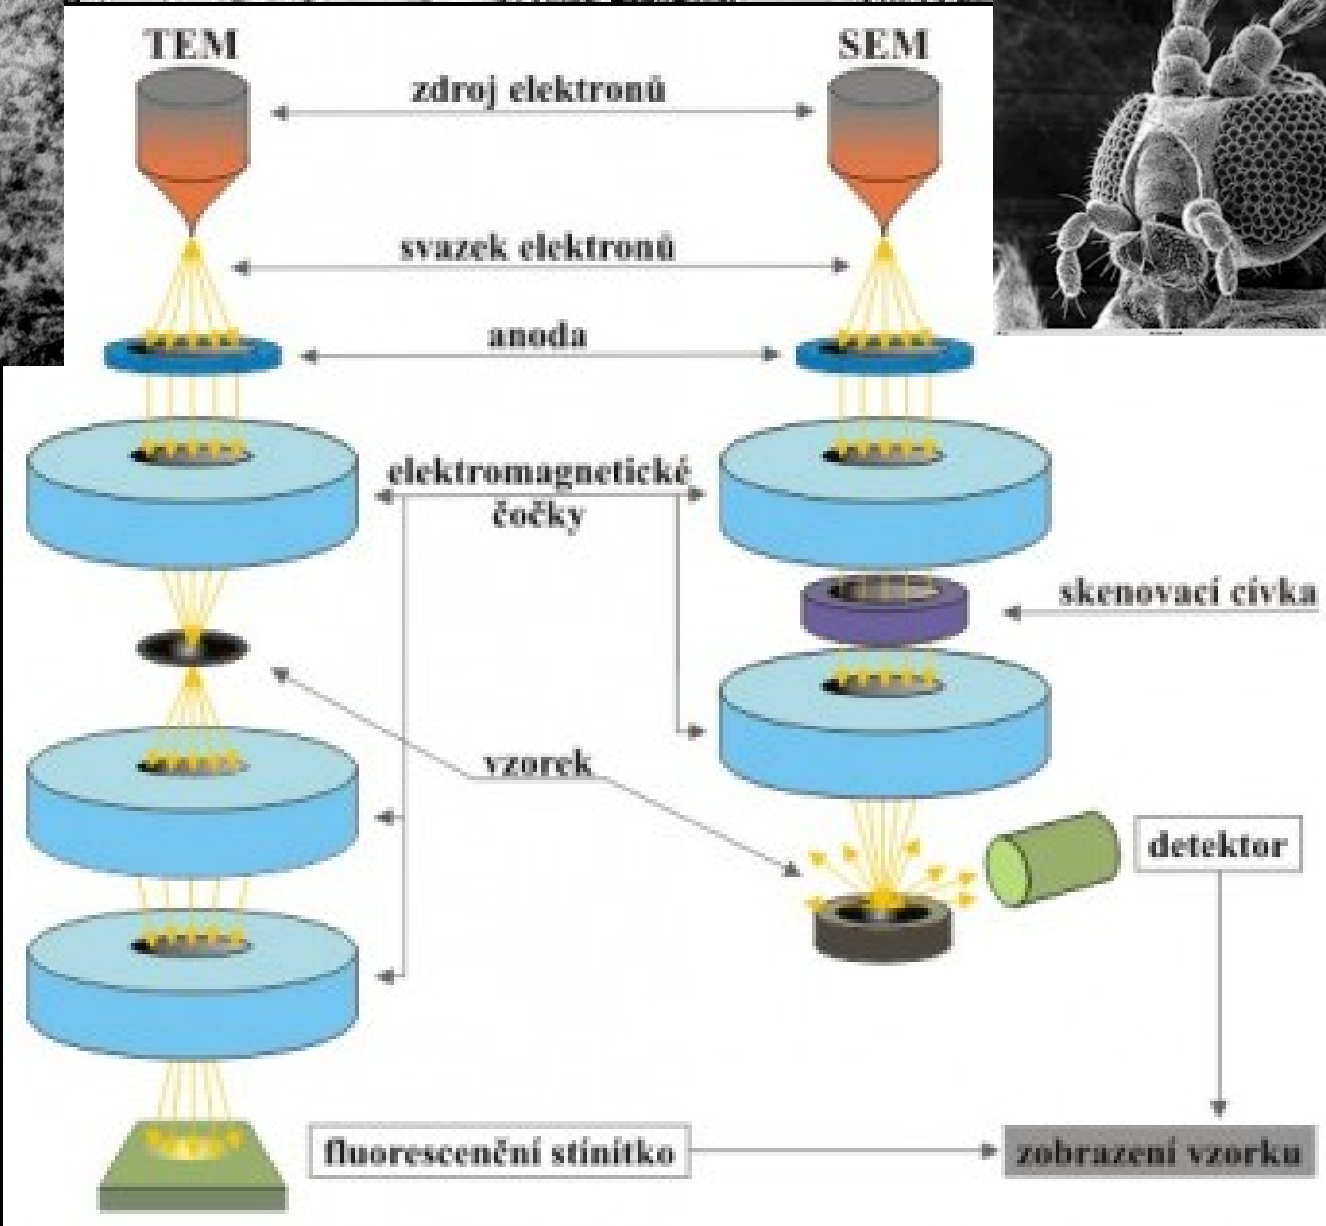 TEM
SEM
zdroj elektronů
svazek elektronů
anoda
elektromagnetické
čočky
skenovací cívka
vzorek
detektor
fluorescenční stínítko
zobrazení vzorku